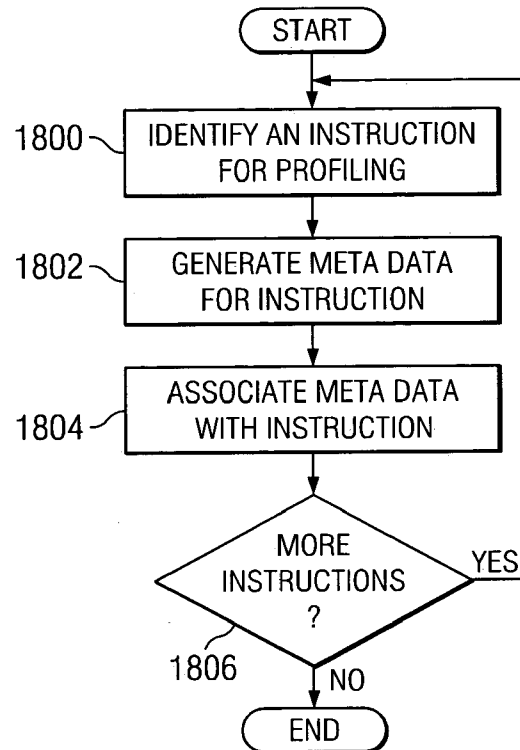 START
1800
IDENTIFY AN INSTRUCTION
FOR PROFILING
1802
GENERATE META DATA
FOR INSTRUCTION
1804
ASSOCIATE META DATA
WITH INSTRUCTION
MORE
INSTRUCTIONS
?
YES
1806
NO
END